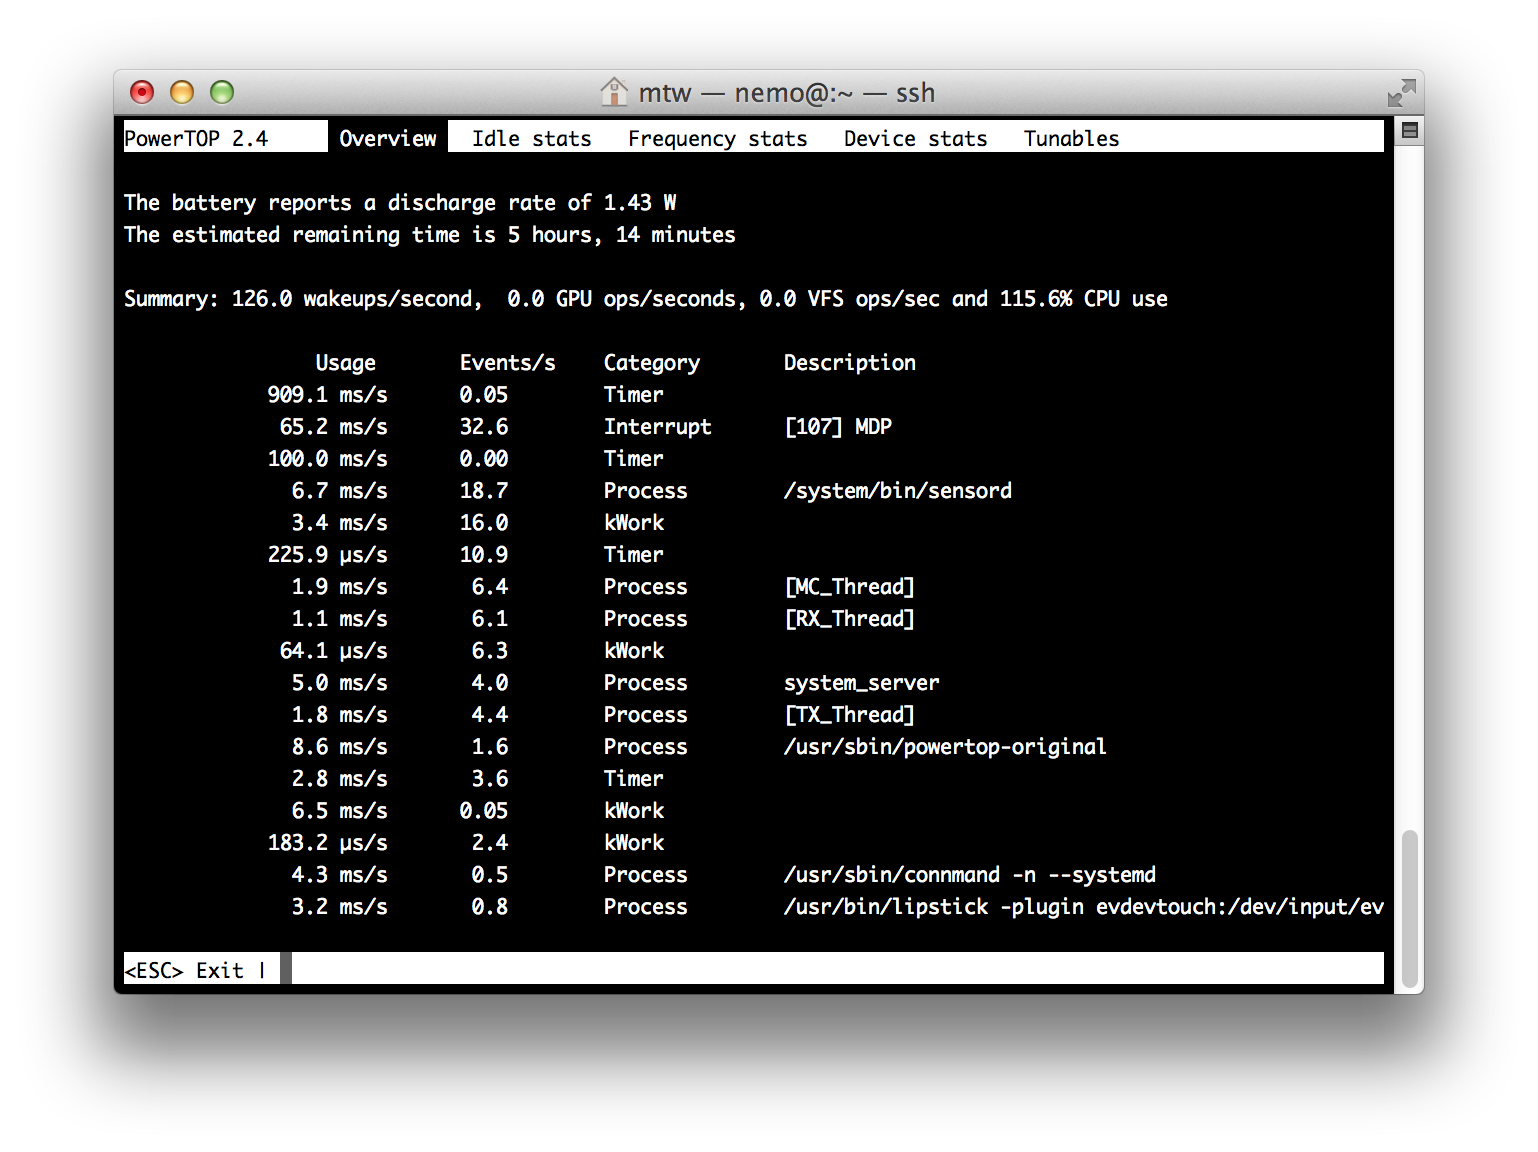 mtw — nemo@:~ — ssh
PowerTOP 2.4 Overview Idle stats Frequency stats Device stats Tunables
The battery reports a discharge rate of 1.43 W
The estimated remaining time is 5 hours, 14 minutes
Summary: 126.0 wakeups/second, 0.0 GPU ops/seconds, 0.0 VFS ops/sec and 115.6% CPU use
Usage Events/s Category Description
909.1 ms/s 0.05 Timer
65.2 ms/s 32.6 Interrupt [107] MDP
100.0 ms/s 0.00 Timer
6.7 ms/s 18.7 Process /system/bin/sensord
3.4 ms/s 16.0 kWork
225.9 µs/s 10.9 Timer
1.9 ms/s 6.4 Process [MC_Thread]
1.1 ms/s 6.1 Process [RX_Thread]
64.1 µs/s 6.3 kWork
5.0 ms/s 4.0 Process system_server
1.8 ms/s 4.4 Process [TX_Thread]
8.6 ms/s 1.6 Process /usr/sbin/powertop-original
2.8 ms/s 3.6 Timer
6.5 ms/s 0.05 kWork
183.2 µs/s 2.4 kWork
4.3 ms/s 0.5 Process /usr/sbin/connmand -n --systemd
3.2 ms/s 0.8 Process /usr/bin/lipstick -plugin evdevtouch:/dev/input/ev
<ESC> Exit |